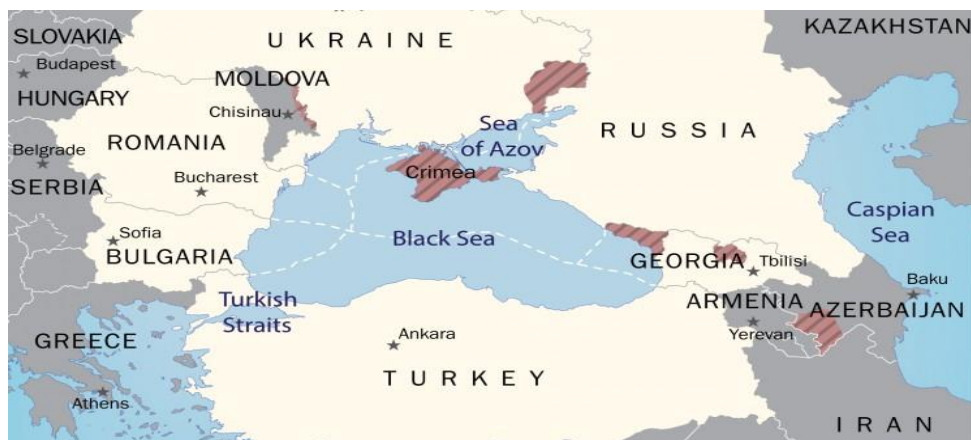 KAZAKHSTAN
SLOVAKIA
UKRAINE
Budapest
MOLDOVA
HUNGARY
Chisinau
Sea
of Azov
RUSSIA
ROMANIA
Belgrade
Crimea
SERBIA
Bucharest
Caspian
Sea
Sofia
Black Sea
BULGARIA
GEORGIA
Tbilisi
Baku
Turkish
Straits
ARMENIA
AZERBAIJAN
Ankara
Yerevan
GREECE
TURKEY
Athens
IRAN